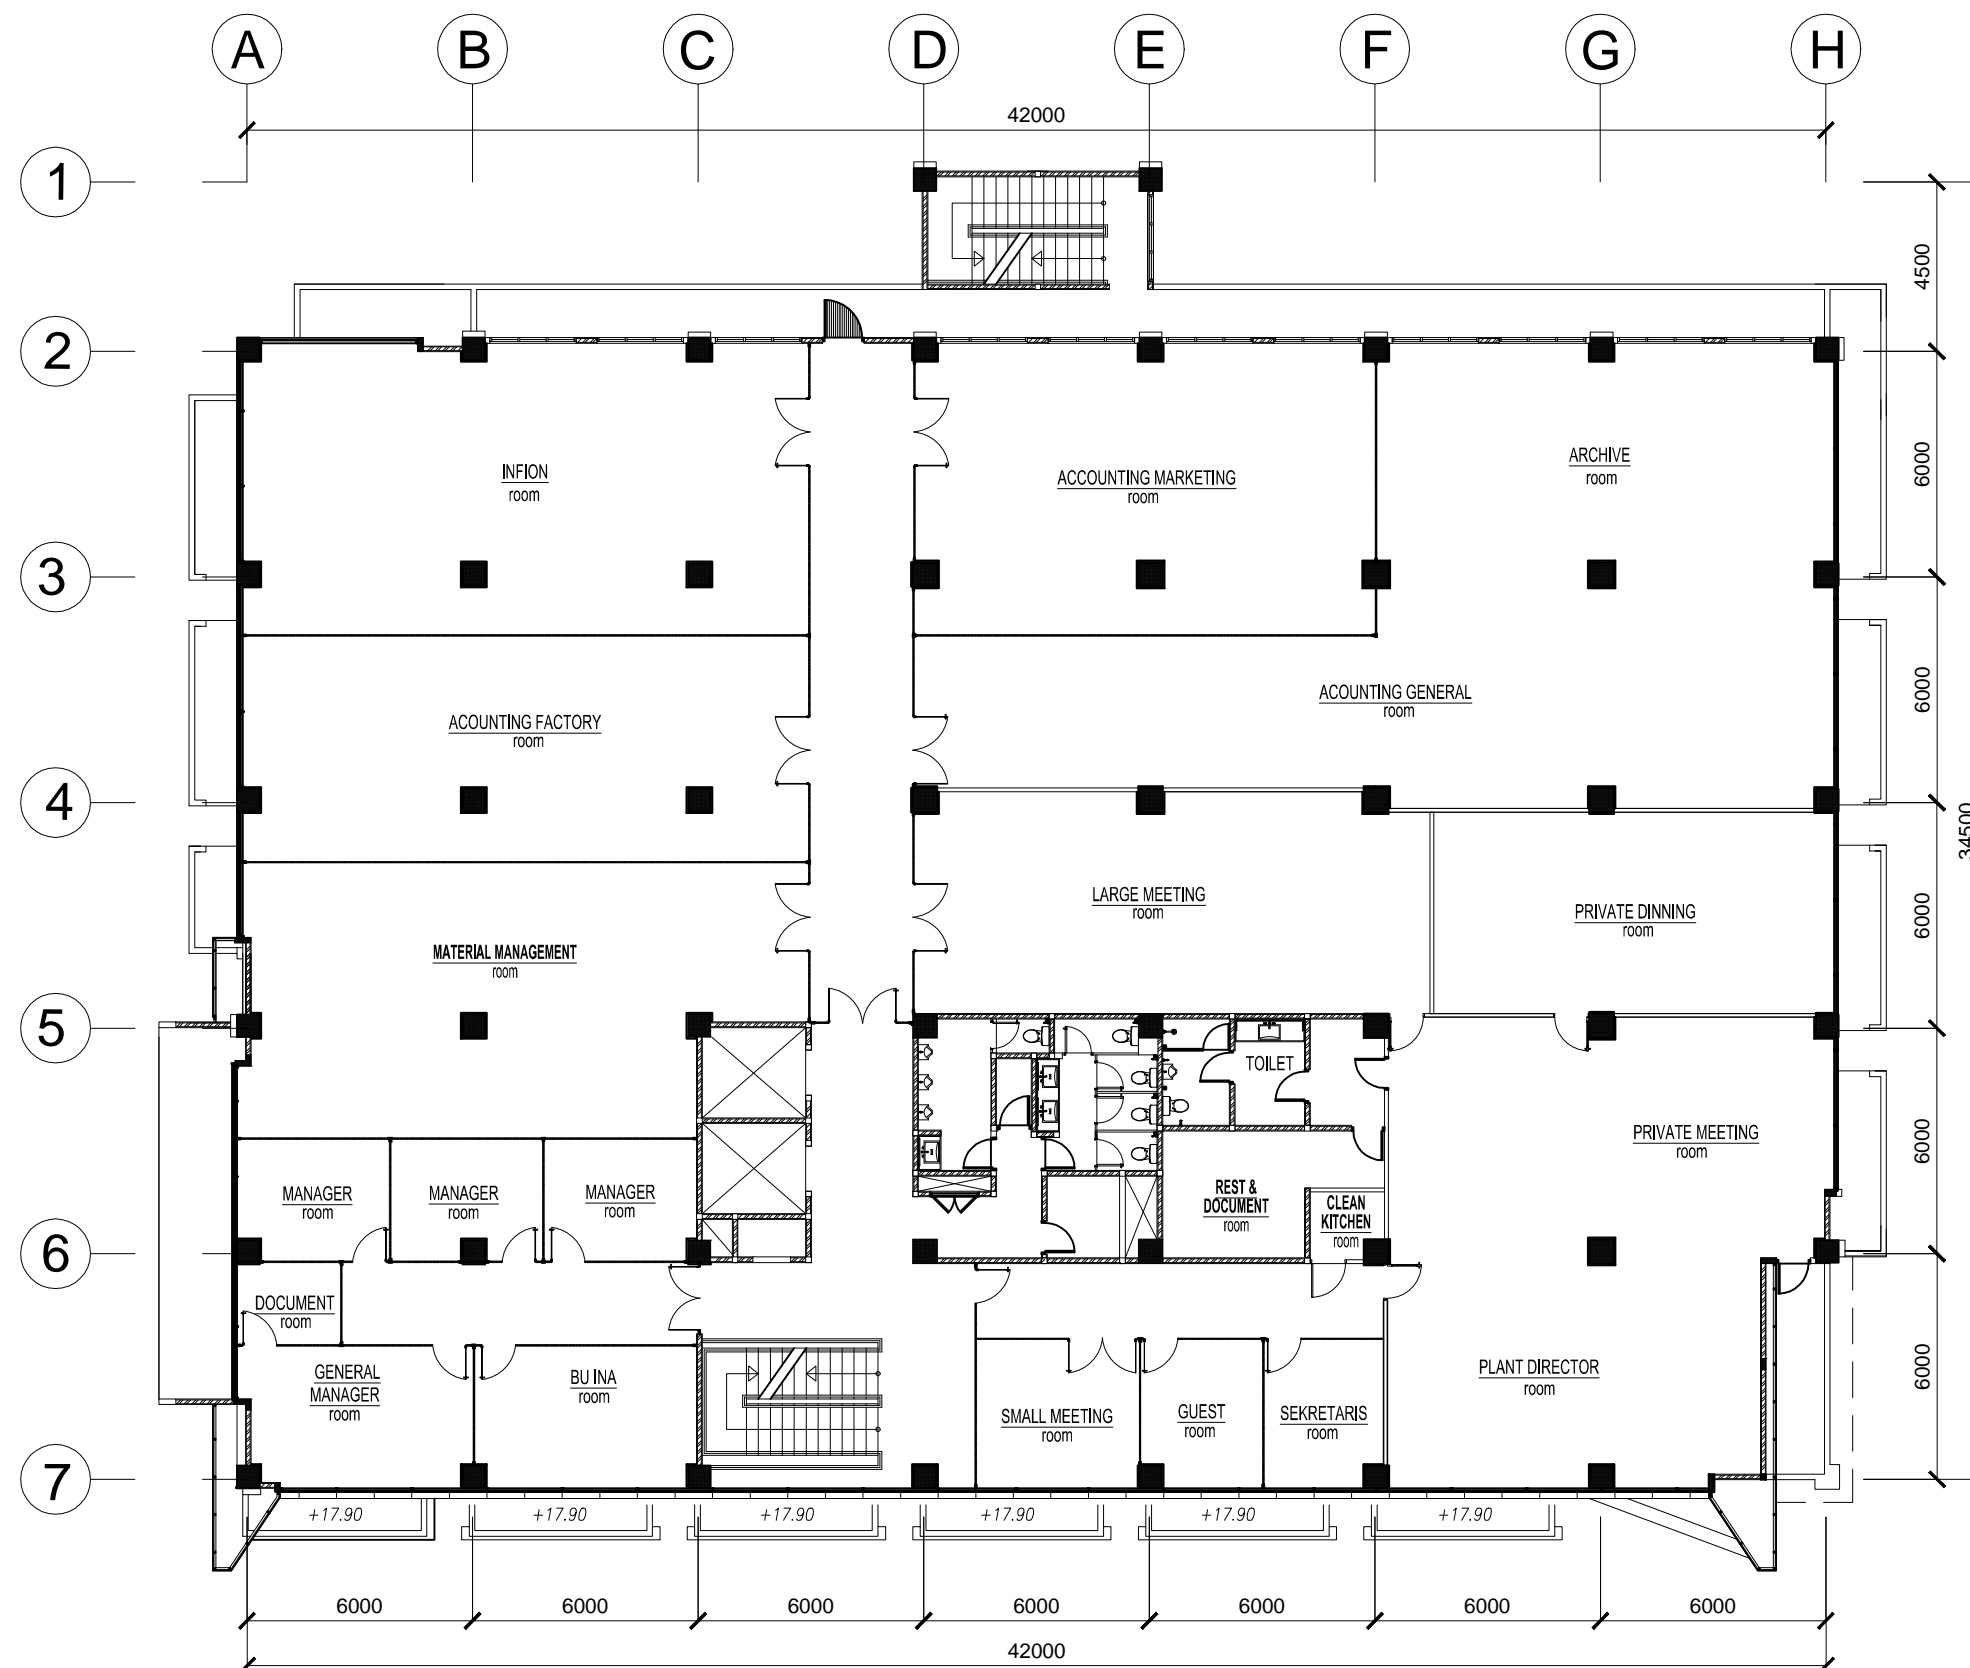 A B C D E F G H
42000
1
4500
2
INFION
room
ACCOUNTING MARKETING
room
ARCHIVE
room
6000
3
ACOUNTING FACTORY
room
ACOUNTING GENERAL
room
6000
4
34500
LARGE MEETING
room
PRIVATE DINNING
room
6000
MATERIAL MANAGEMENT
room
5
TOILET
PRIVATE MEETING
room
6000
MANAGER
room
MANAGER
room
MANAGER
room
REST &
DOCUMENT
room
CLEAN
KITCHEN
room
6
DOCUMENT
room
GENERAL
MANAGER
room
BU INA
room
SMALL MEETING
room
GUEST
room
SEKRETARIS
room
PLANT DIRECTOR
room
6000
7
+17.90 +17.90 +17.90 +17.90 +17.90 +17.90
6000 6000 6000 6000 6000 6000 6000
42000